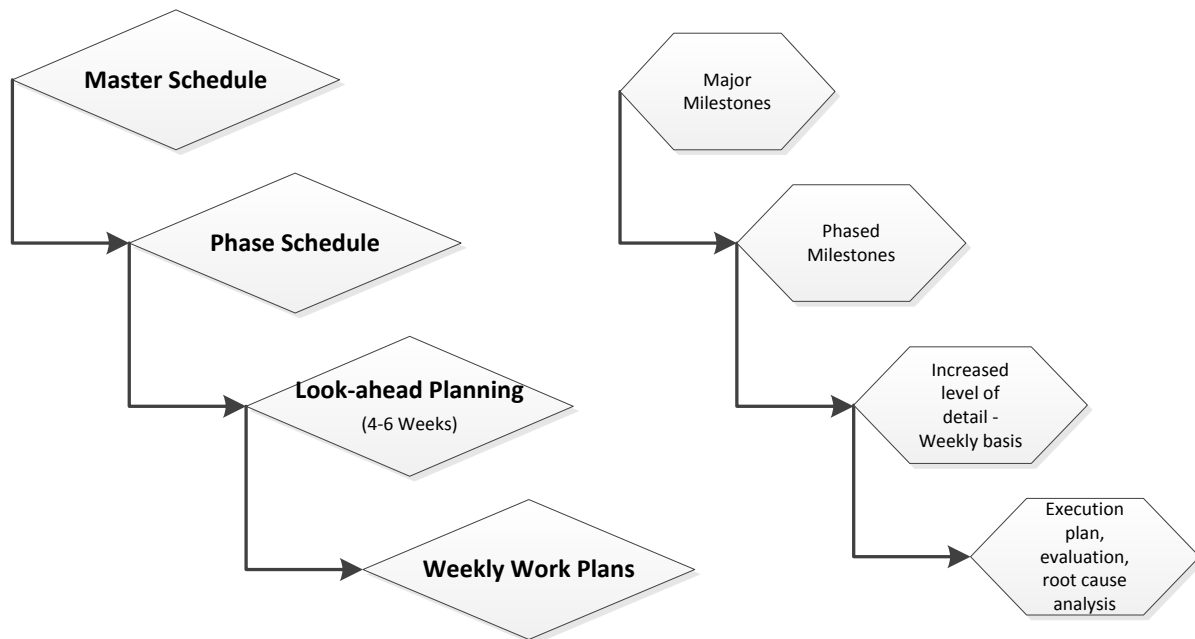 Master Schedule
Major
Milestones
Phase Schedule
Phased
Milestones
Look-ahead Planning
(4-6 Weeks)
Increased
level of
detail -
Weekly basis
Weekly Work Plans
Execution
plan,
evaluation,
root cause
analysis